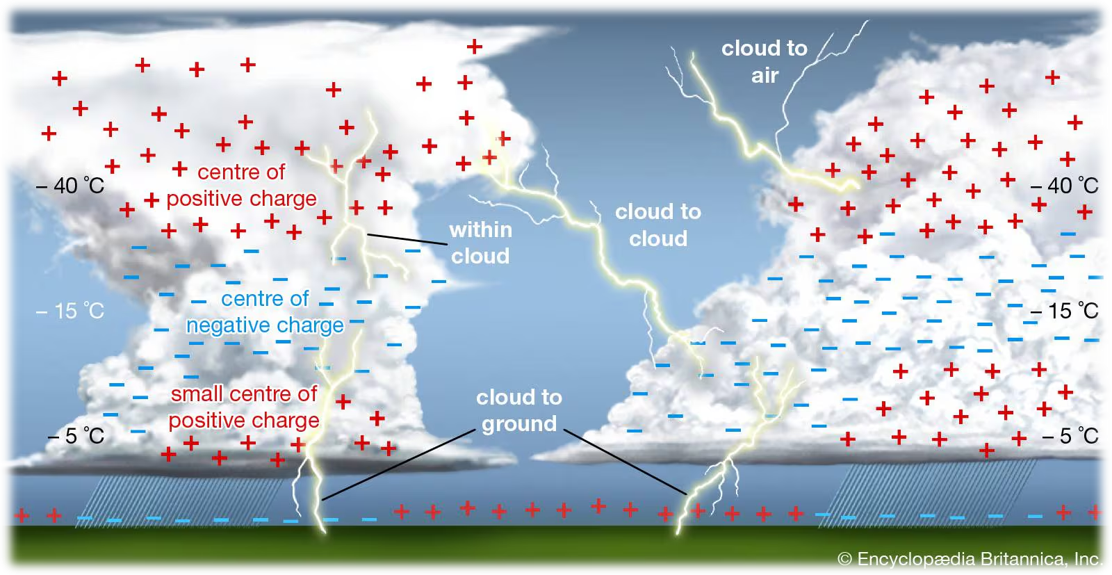 cloud to
air
centre of
positive charge
– 40 °C
– 40 °C
cloud to
cloud
within
cloud
centre of
negative charge
– 15 °C
– 15 °C
small centre of
positive charge
cloud to
ground
– 5 °C
– 5 °C
© Encyclopædia Britannica, Inc.